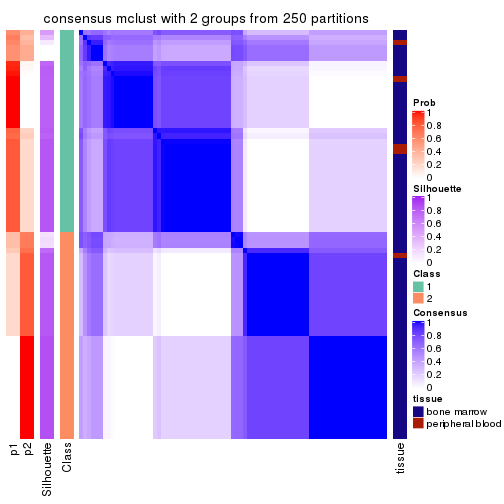 consensus mclust with 2 groups from 250 partitions
Prob
1
0.8
0.6
0.4
0.2
0
Silhouette
1
0.8
0.6
0.4
0.2
0
Class
1
2
Consensus
1
0.8
0.6
0.4
0.2
0
tissue
bone marrow
peripheral blood
p1
p2
Silhouette
Class
tissue